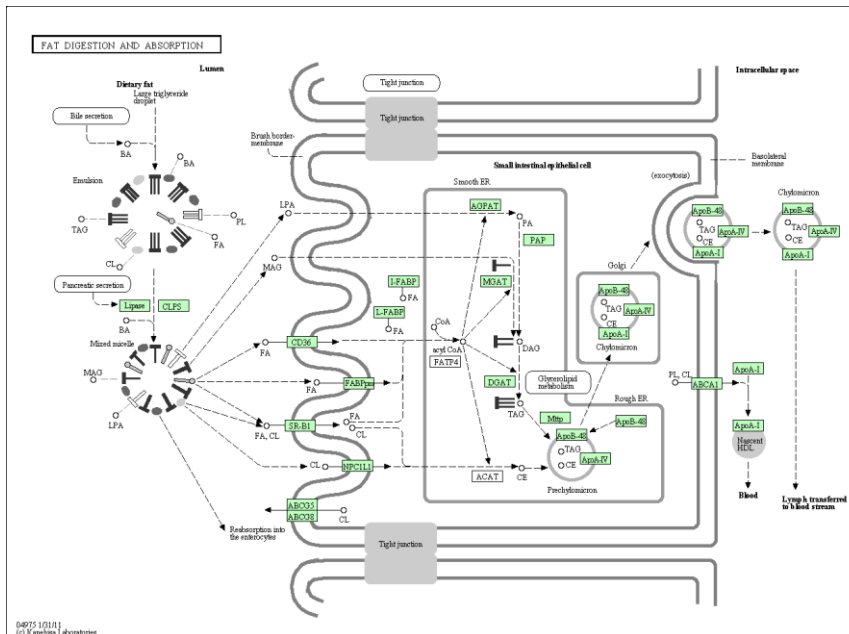 FAT DIGESTION AND ABSORPTION
Lumen
Dietary fat
Large triglyceride
droplet
Bile secretion
BA
BA
Emulsion
TAG
PL
FA
CL
Pancreatic secretion
Lipase
CLPS
BA
Mixed micelle
MAG
LPA
Reabsorption into
the enterocytes
Tight junction
Tight junction
Brush border-
membrane
LPA
MAG
FA
CD36
FA
FABPpm
FA, CL
SR-B1
FA
CL
CL
NPC1L1
ABCG5
ABCG8
CL
I-FABP
FA
L-FABP
FA
Small intestinal epithelial cell
Smooth ER
AGPAT
PA
PAP
MGAT
CoA
acyl CoA
FATP4
DAG
DGAT
Glycerolipid
metabolism
TAG
ACAT
CE
Rough ER
Mttp
ApoB-48
ApoB-48
TAG
ApoA-IV
CE
Prechylomicron
Golgi
ApoB-48
TAG
ApoA-IV
CE
ApoA-I
Chylomicron
Intracellular space
Basolateral
membrane
(exocytosis)
ApoB-48
TAG
ApoA-IV
CE
ApoA-I
Chylomicron
ApoB-48
TAG
ApoA-IV
CE
ApoA-I
PL, CL
ABCA1
ApoA-I
ApoA-I
Nascent
HDL
Blood
Lymph transferred
to blood stream
Tight junction
04975 1/31/11
(c) Kanehisa Laboratories